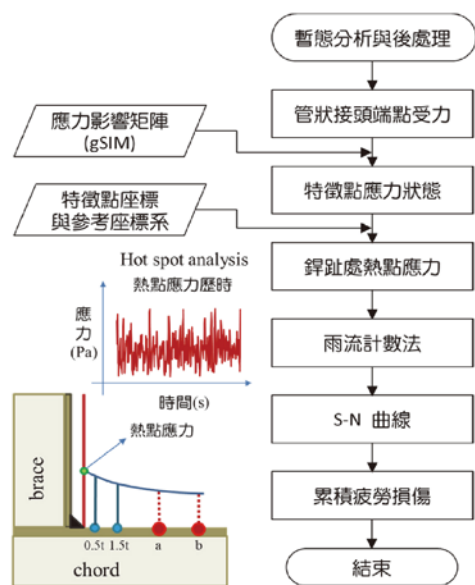 暫態分析與後處理
管狀接頭端點受力
應力影響矩陣
(gSIM)
特徵點應力狀態
特徵點座標
與參考座標系
銲趾處熱點應力
Hot spot analysis
熱點應力歷時
應
力
(Pa)
時間(s)
雨流計數法
S-N 曲線
熱點應力
brace
0.5t 1.5t a b
chord
累積疲勞損傷
結束